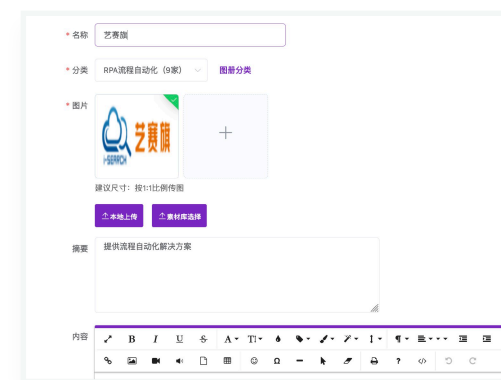 * 名称 艺赛旗
* 分类 RPA流程自动化（9家） 图册分类
* 图片
艺赛旗
i-SEARCH
建议尺寸：按1:1比例传图
本地上传 素材库选择
摘要 提供流程自动化解决方案
内容 B I U S A T
Ω ?